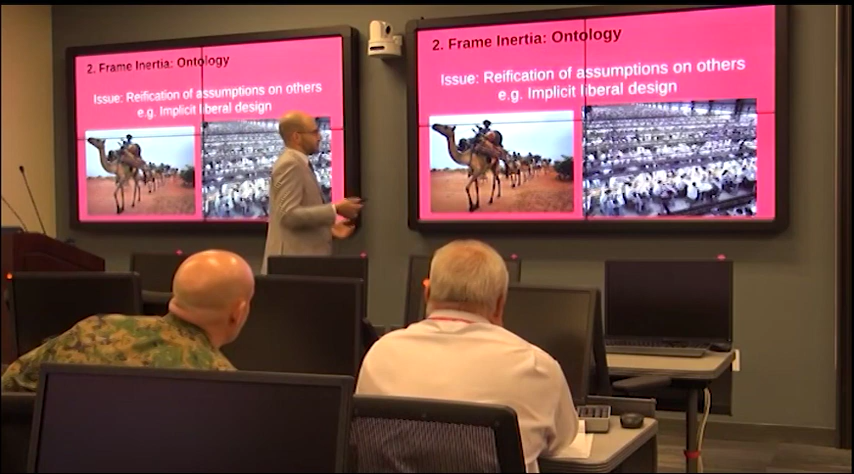 2. Frame Inertia: Ontology
Issue: Reification of assumptions on others
e.g. Implicit liberal design
2. Frame Inertia: Ontology
Issue: Reification of assumptions on others
e.g. Implicit liberal design